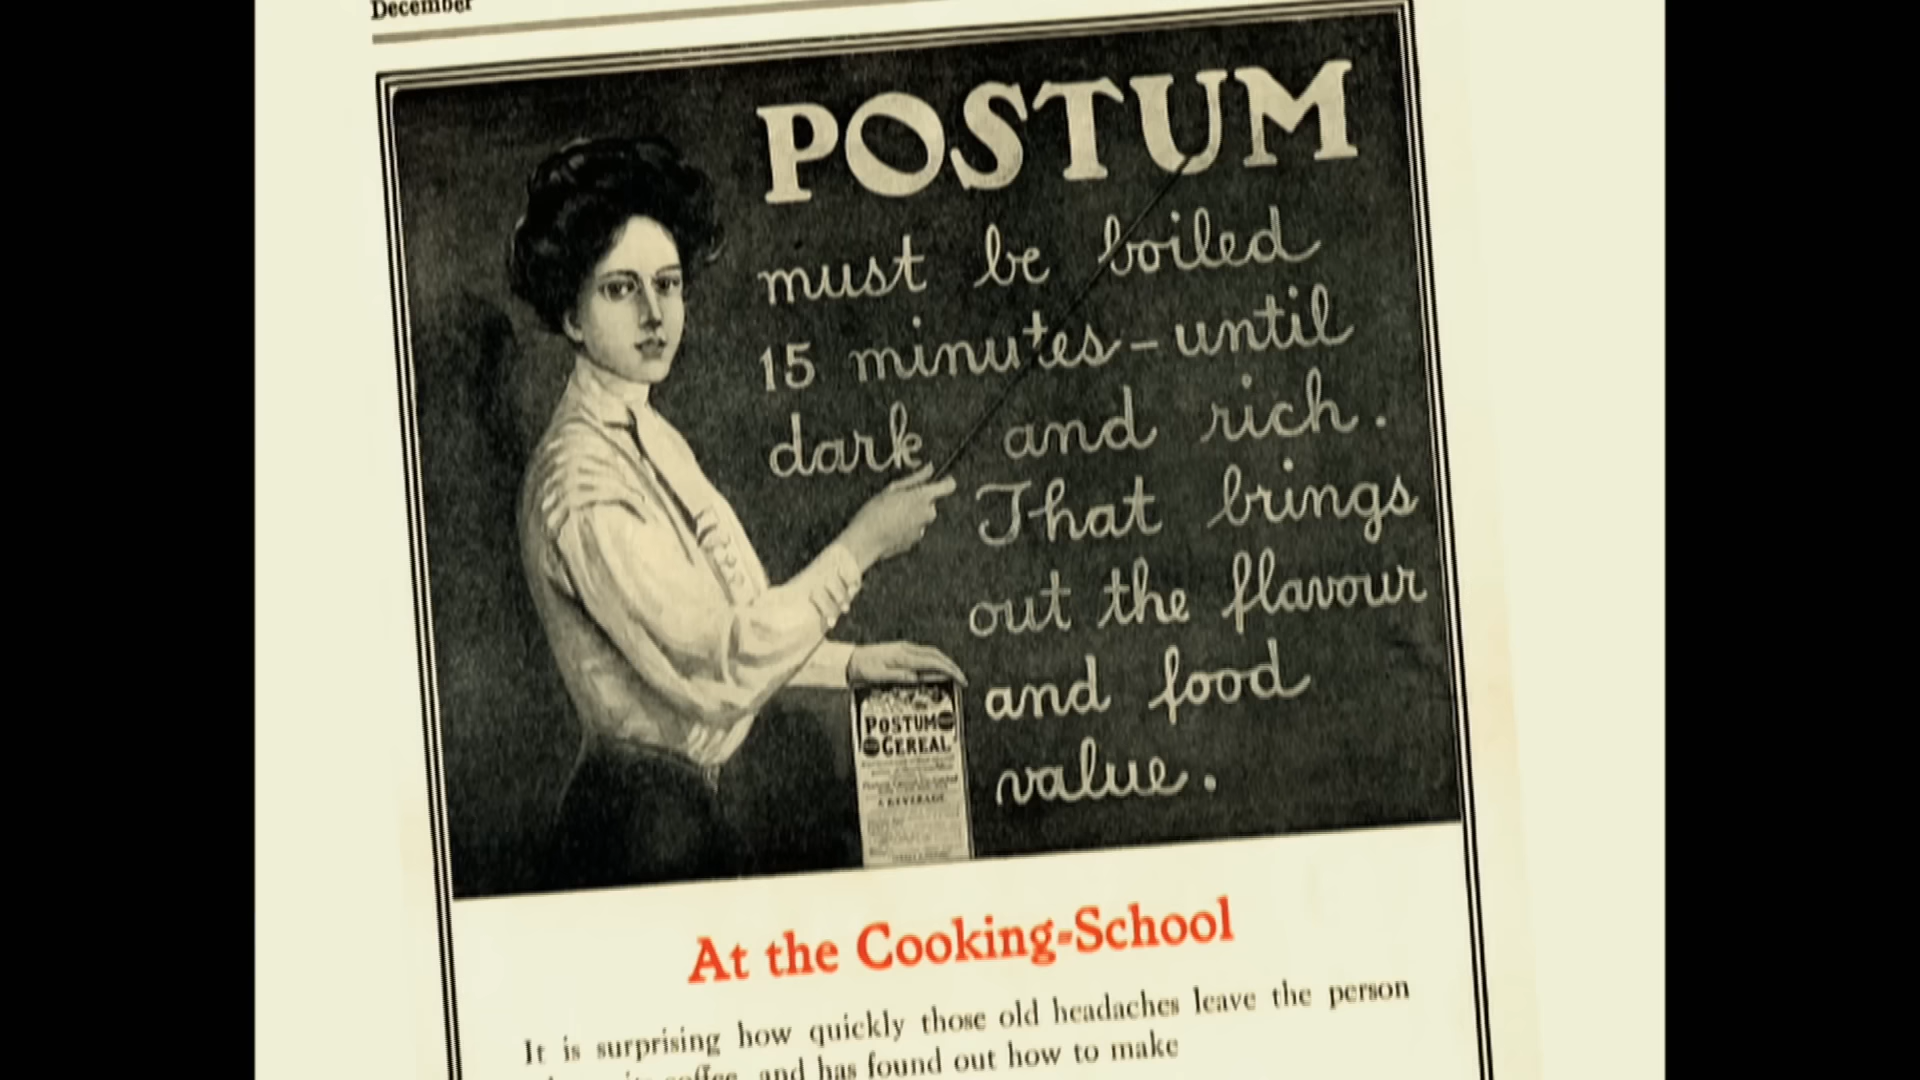 December
POSTUM
must be boiled
15 minutes – until
dark and rich.
That brings
out the flavour
and food
value.
POSTUM
CEREAL
A BEVERAGE
At the Cooking-School
It is surprising how quickly those old headaches leave the person
coffee, and has found out how to make